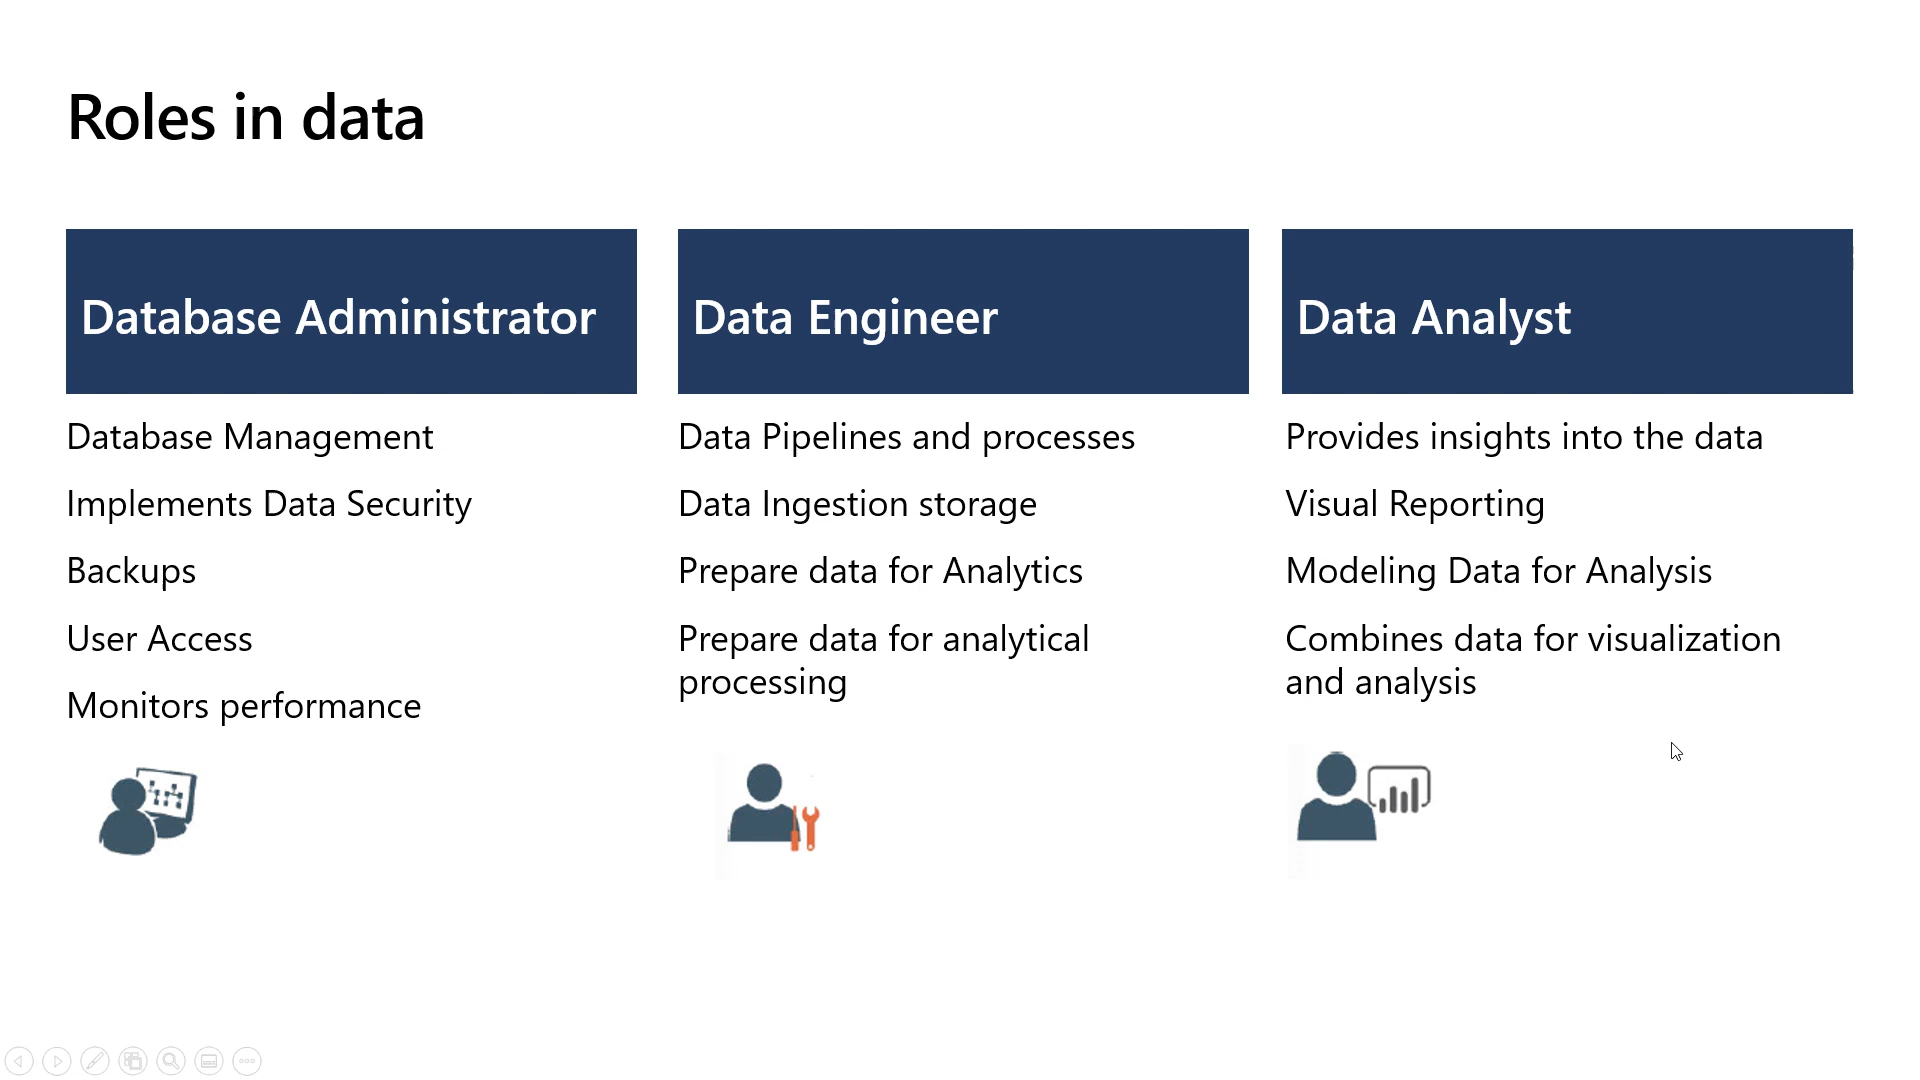 Roles in data
Database Administrator
Database Management
Implements Data Security
Backups
User Access
Monitors performance
Data Engineer
Data Pipelines and processes
Data Ingestion storage
Prepare data for Analytics
Prepare data for analytical
processing
Data Analyst
Provides insights into the data
Visual Reporting
Modeling Data for Analysis
Combines data for visualization
and analysis